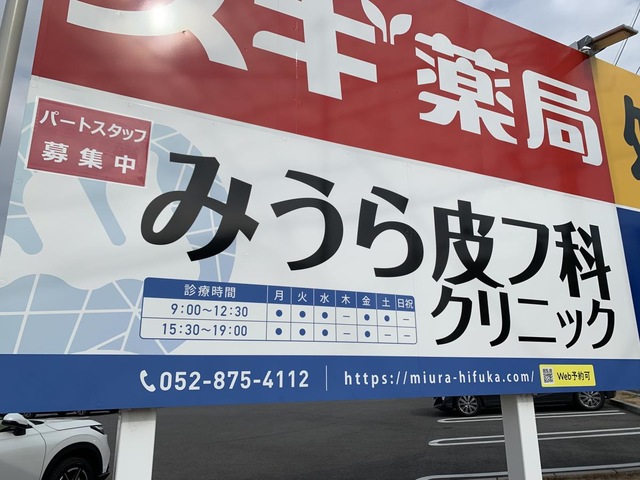 スギ薬局
パートスタッフ
募集中
みうら皮フ科
クリニック
診療時間 月 火 水 木 金 土 日祝
9:00〜12:30 ● ● ● － ● ● －
15:30〜19:00 ● ● ● － ● － －
052-875-4112
https://miura-hifuka.com/
Web予約可